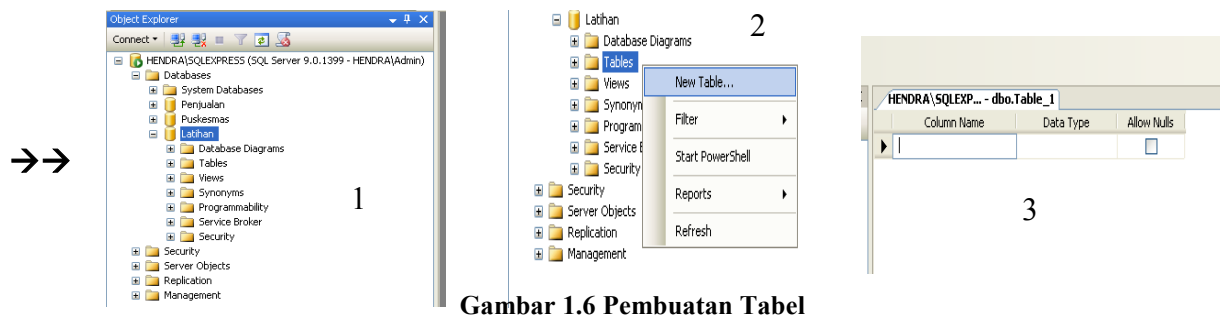 Object Explorer
Connect
HENDRA\SQLEXPRESS (SQL Server 9.0.1399 - HENDRA\Admin)
Databases
System Databases
Penjualan
Puskesmas
Latihan
Database Diagrams
Tables
Views
Synonyms
Programmability
Service Broker
Security
Security
Server Objects
Replication
Management
1
Latihan
2
Database Diagrams
Tables
Views
Synonyn
Program
Service B
Security
Security
Server Objects
Replication
Management
New Table...
Filter
Start PowerShell
Reports
Refresh
HENDRA\SQLEXP... - dbo.Table_1
Column Name Data Type Allow Nulls
3
Gambar 1.6 Pembuatan Tabel